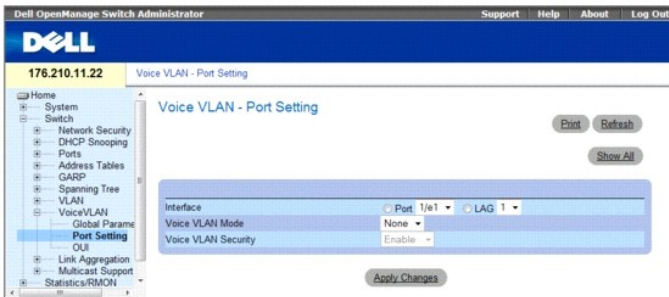 Dell OpenManage Switch Administrator
Support Help About Log Out
DELL
176.210.11.22
Voice VLAN - Port Setting
Home
System
Switch
Network Security
DHCP Snooping
Ports
Address Tables
GARP
Spanning Tree
VLAN
VoiceVLAN
Global Parame
Port Setting
OUI
Link Aggregation
Multicast Support
Statistics/RMON
Voice VLAN - Port Setting
Print Refresh
Show All
Interface Port 1/e1 LAG 1
Voice VLAN Mode None
Voice VLAN Security Enable
Apply Changes